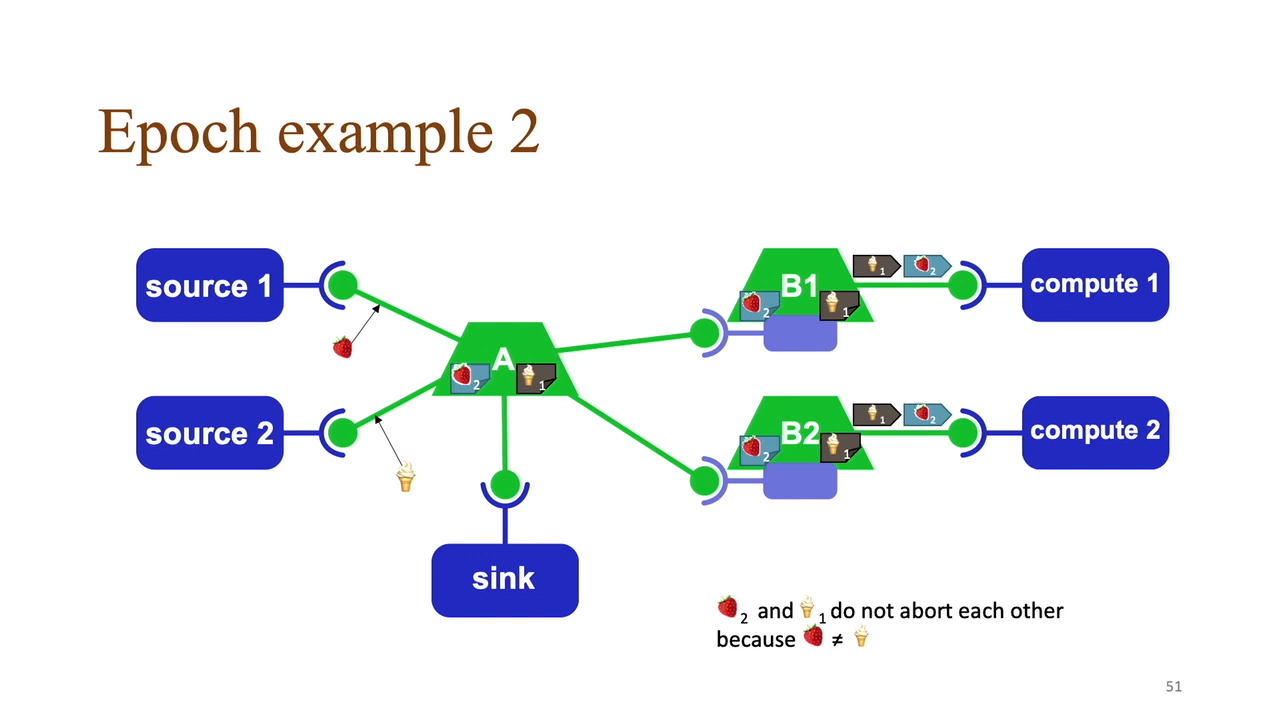 Epoch example 2
source 1
source 2
A
2
1
sink
B1
2
1
1
2
compute 1
B2
2
1
1
2
compute 2
🍓2 and 🍦1 do not abort each other
because 🍓 ≠ 🍦
51